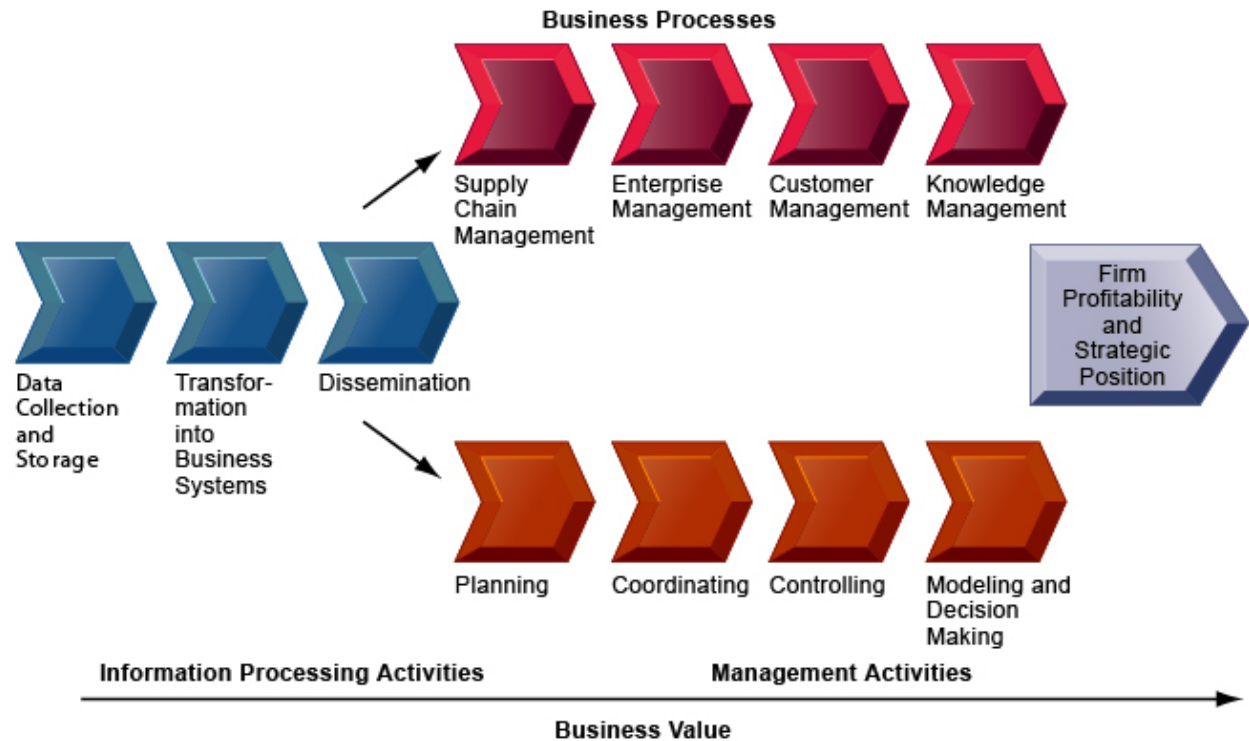 Business Processes
Supply
Chain
Management
Enterprise
Management
Customer
Management
Knowledge
Management
Data
Collection
and
Storage
Transfor-
mation
into
Business
Systems
Dissemination
Firm
Profitability
and
Strategic
Position
Planning
Coordinating
Controlling
Modeling and
Decision
Making
Information Processing Activities
Management Activities
Business Value